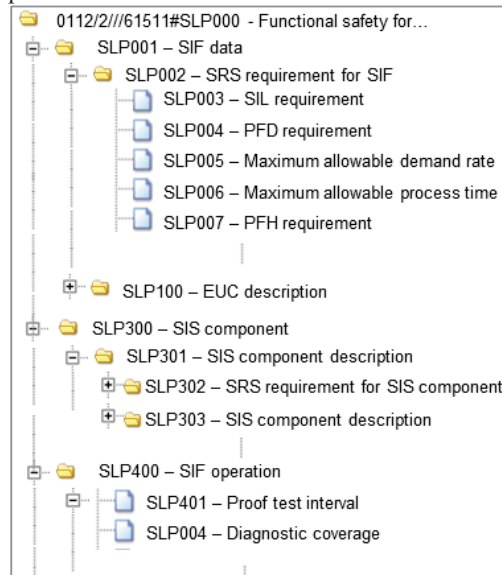 0112/2///61511#SLP000 - Functional safety for…
SLP001 – SIF data
SLP002 – SRS requirement for SIF
SLP003 – SIL requirement
SLP004 – PFD requirement
SLP005 – Maximum allowable demand rate
SLP006 – Maximum allowable process time
SLP007 – PFH requirement
SLP100 – EUC description
SLP300 – SIS component
SLP301 – SIS component description
SLP302 – SRS requirement for SIS component
SLP303 – SIS component description
SLP400 – SIF operation
SLP401 – Proof test interval
SLP004 – Diagnostic coverage